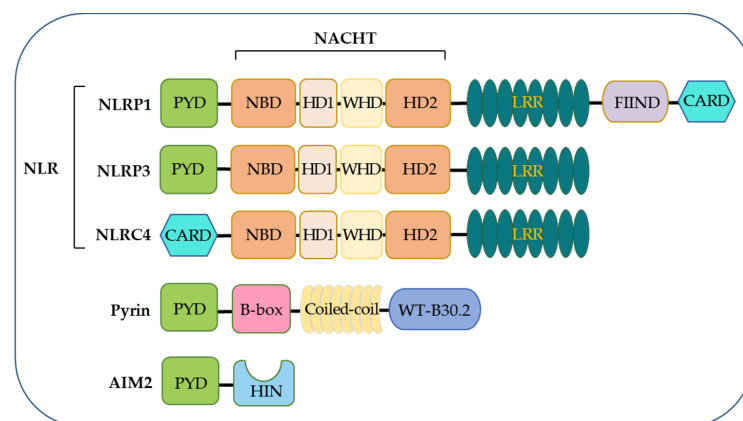 NACHT
NLR
NLRP1 PYD NBD HD1 WHD HD2 LRR FIIND CARD
NLRP3 PYD NBD HD1 WHD HD2 LRR
NLRC4 CARD NBD HD1 WHD HD2 LRR
Pyrin PYD B-box Coiled-coil WT-B30.2
AIM2 PYD HIN